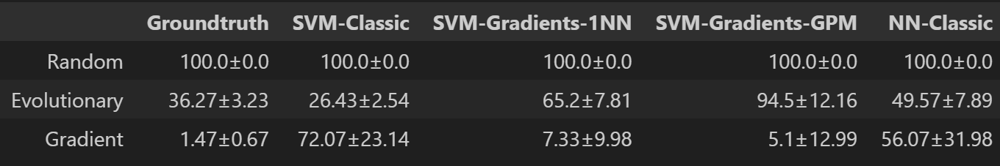 Groundtruth SVM-Classic SVM-Gradients-1NN SVM-Gradients-GPM NN-Classic
Random 100.0±0.0 100.0±0.0 100.0±0.0 100.0±0.0 100.0±0.0
Evolutionary 36.27±3.23 26.43±2.54 65.2±7.81 94.5±12.16 49.57±7.89
Gradient 1.47±0.67 72.07±23.14 7.33±9.98 5.1±12.99 56.07±31.98